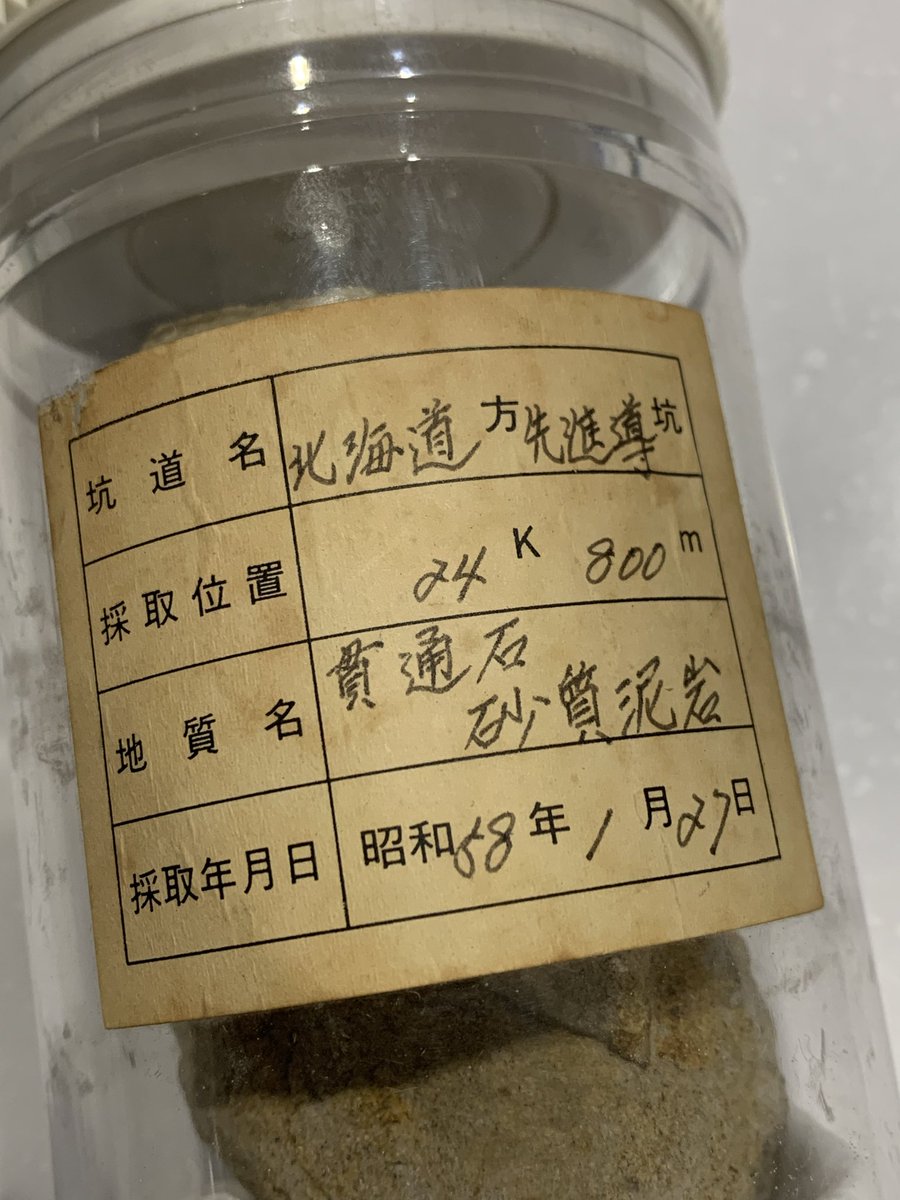 坑道名 北海道方先進導坑
採取位置 24K800m
地質名 貫通石
砂質泥岩
採取年月日 昭和58年1月27日